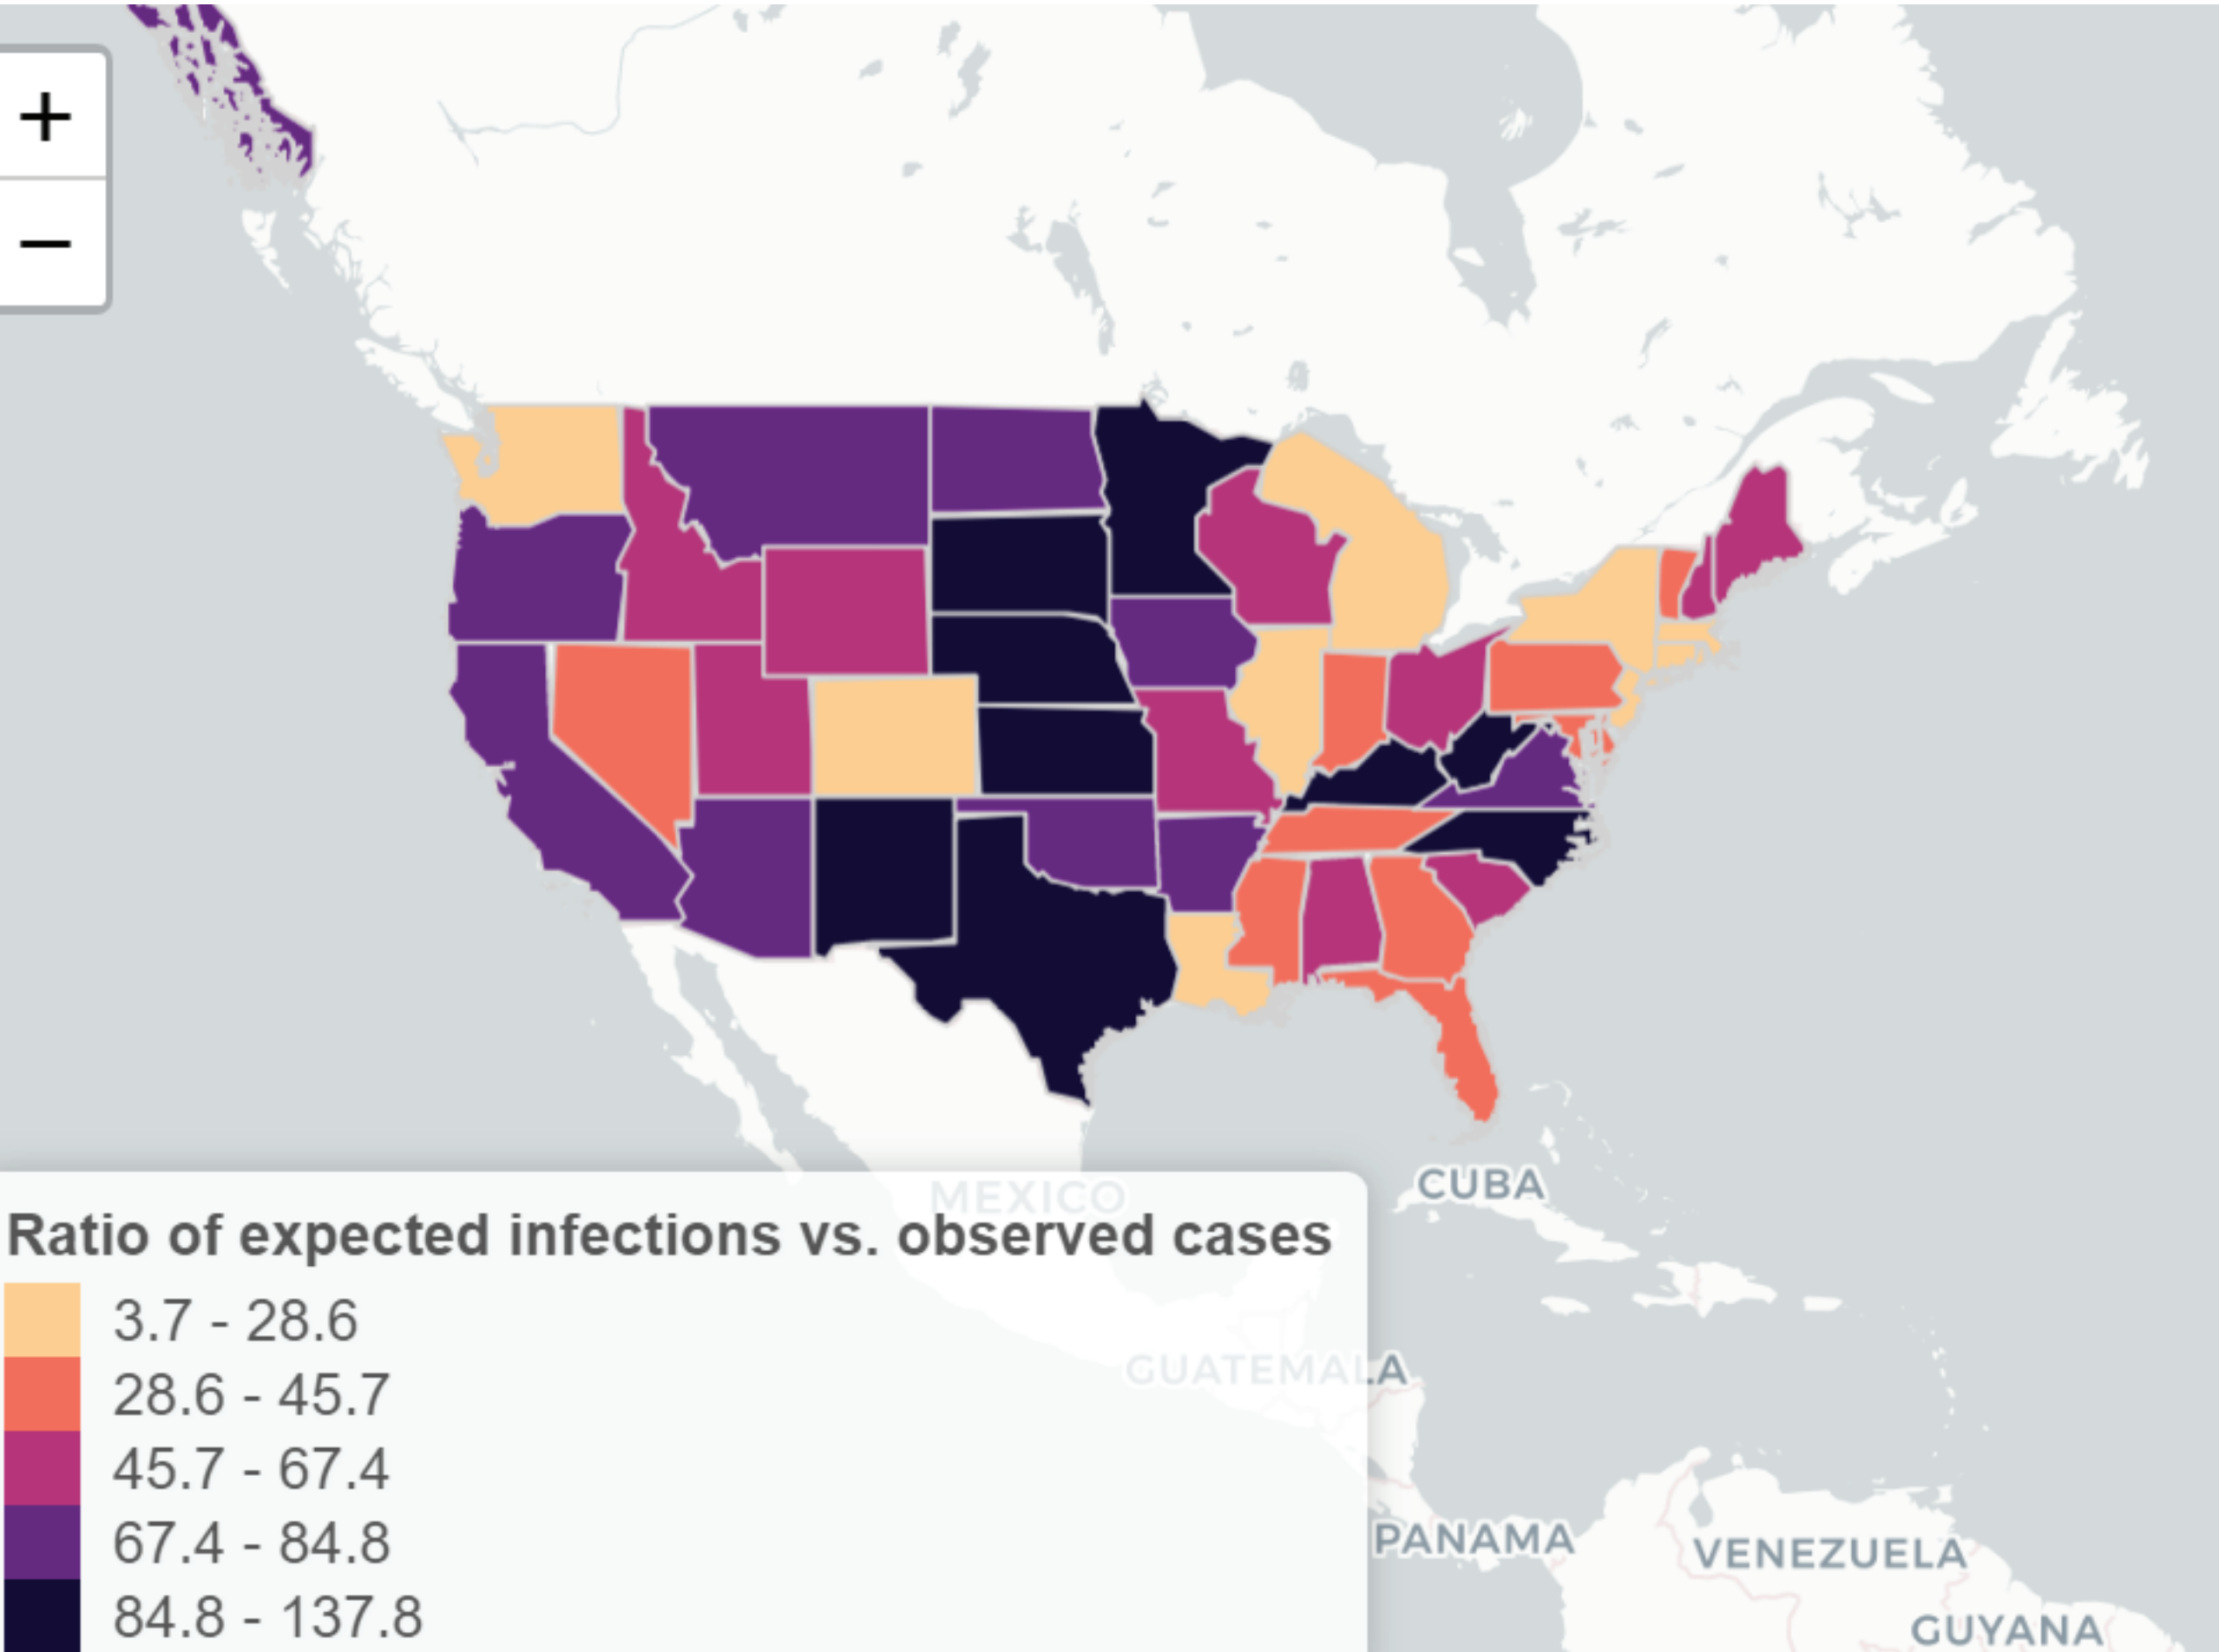 +
−
MEXICO
CUBA
Ratio of expected infections vs. observed cases
3.7 - 28.6
28.6 - 45.7
45.7 - 67.4
67.4 - 84.8
84.8 - 137.8
GUATEMALA
PANAMA
VENEZUELA
GUYANA